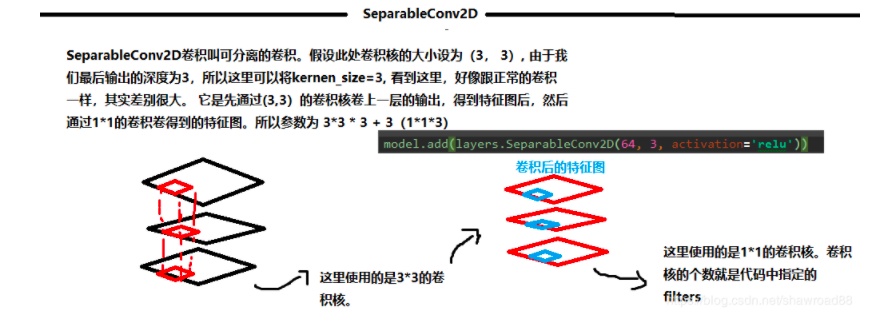 SeparableConv2D
SeparableConv2D卷积叫可分离的卷积。假设此处卷积核的大小设为（3， 3）, 由于我
们最后输出的深度为3，所以这里可以将kernen_size=3, 看到这里，好像跟正常的卷积
一样，其实差别很大。 它是先通过(3,3）的卷积核卷上一层的输出，得到特征图后，然后
通过1*1的卷积卷得到的特征图。所以参数为 3*3 * 3 + 3（1*1*3）
model.add(layers.SeparableConv2D(64, 3, activation='relu'))
卷积后的特征图
这里使用的是3*3的卷
积核。
这里使用的是1*1的卷积核。卷积
核的个数就是代码中指定的
filters
blog.csdn.net/shawroad88